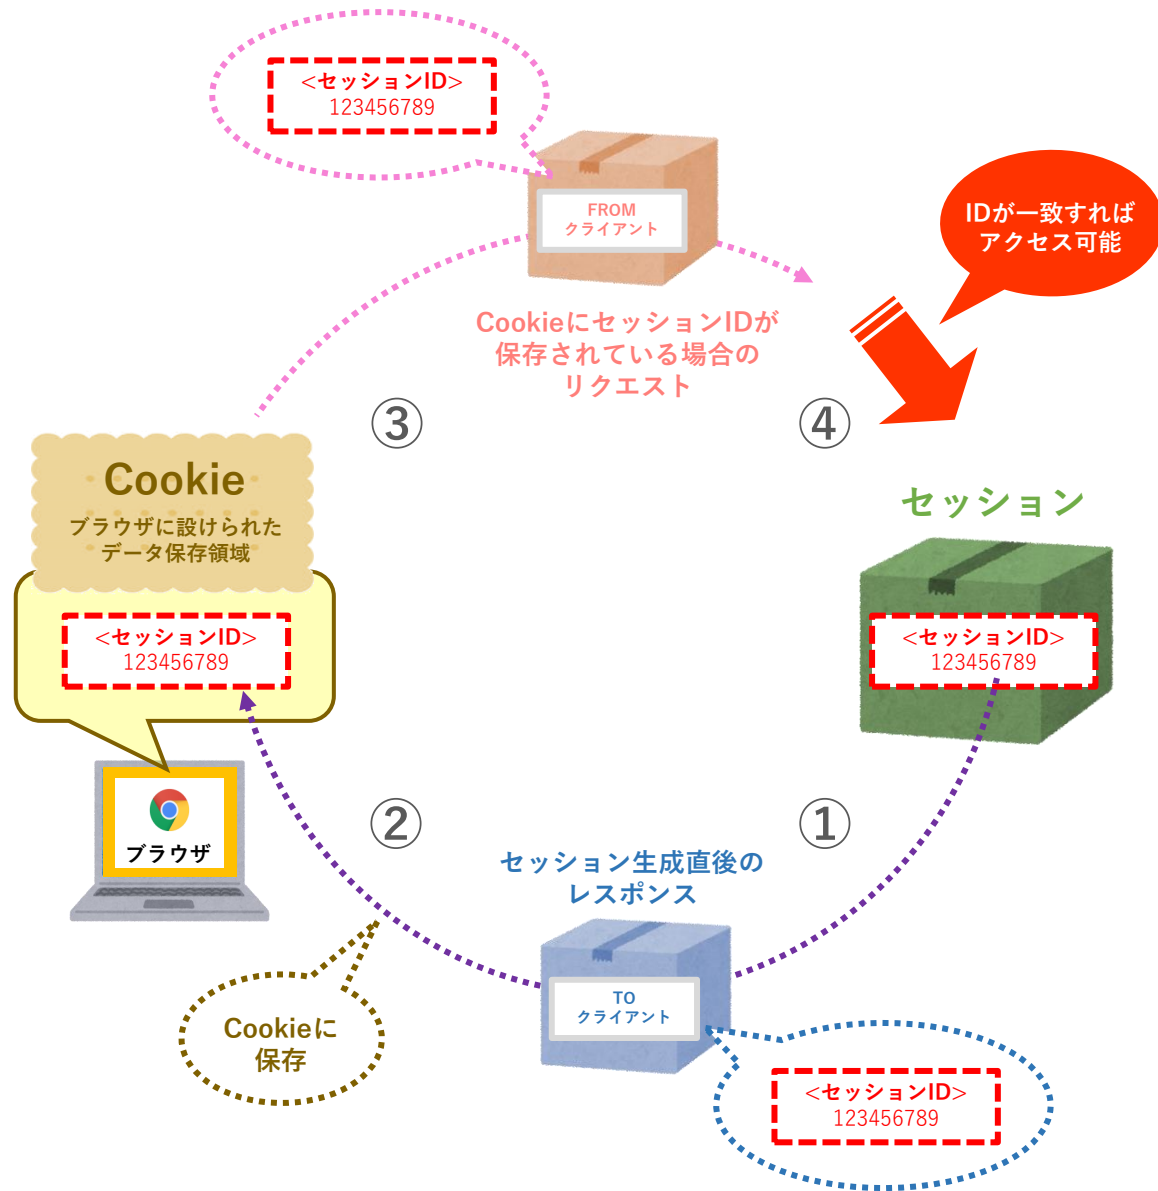 <セッションID>
123456789
FROM
クライアント
IDが一致すれば
アクセス可能
CookieにセッションIDが
保存されている場合の
リクエスト
③
④
Cookie
ブラウザに設けられた
データ保存領域
<セッションID>
123456789
セッション
<セッションID>
123456789
ブラウザ
②
①
セッション生成直後の
レスポンス
TO
クライアント
Cookieに
保存
<セッションID>
123456789